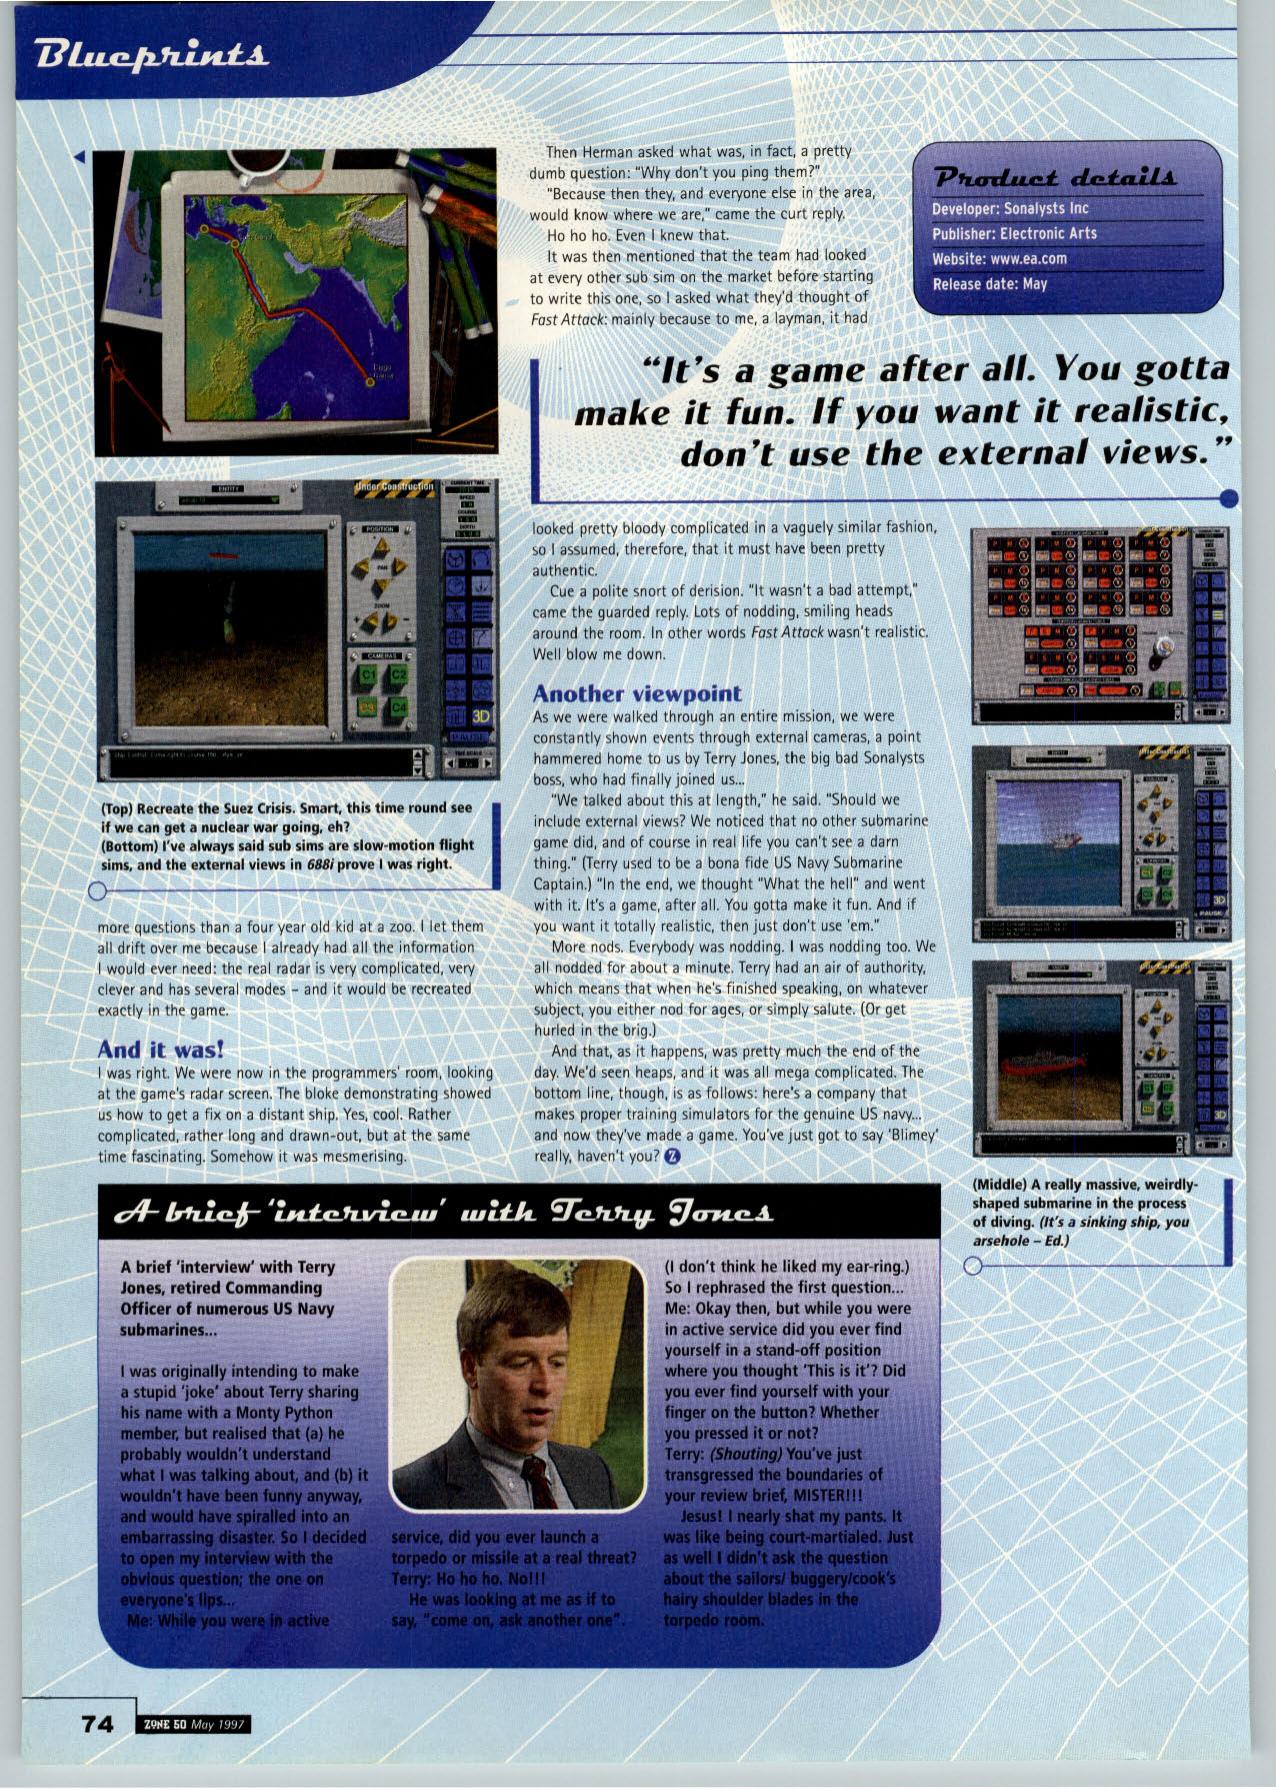 Blueprints
(Top) Recreate the Suez Crisis. Smart, this time round see
if we can get a nuclear war going, eh?
(Bottom) I've always said sub sims are slow-motion flight
sims, and the external views in 688i prove I was right.
more questions than a four year old kid at a zoo. I let them
all drift over me because I already had all the information
I would ever need: the real radar is very complicated, very
clever and has several modes – and it would be recreated
exactly in the game.
And it was!
I was right. We were now in the programmers' room, looking
at the game's radar screen. The bloke demonstrating showed
us how to get a fix on a distant ship. Yes, cool. Rather
complicated, rather long and drawn-out, but at the same
time fascinating. Somehow it was mesmerising.
Then Herman asked what was, in fact, a pretty
dumb question: "Why don't you ping them?"
"Because then they, and everyone else in the area,
would know where we are," came the curt reply.
Ho ho ho. Even I knew that.
It was then mentioned that the team had looked
at every other sub sim on the market before starting
to write this one, so I asked what they'd thought of
Fast Attack: mainly because to me, a layman, it had
"It's a game after all. You gotta
make it fun. If you want it realistic,
don't use the external views."
looked pretty bloody complicated in a vaguely similar fashion,
so I assumed, therefore, that it must have been pretty
authentic.
Cue a polite snort of derision. "It wasn't a bad attempt,"
came the guarded reply. Lots of nodding, smiling heads
around the room. In other words Fast Attack wasn't realistic.
Well blow me down.
Another viewpoint
As we were walked through an entire mission, we were
constantly shown events through external cameras, a point
hammered home to us by Terry Jones, the big bad Sonalysts
boss, who had finally joined us...
"We talked about this at length," he said. "Should we
include external views? We noticed that no other submarine
game did, and of course in real life you can't see a darn
thing." (Terry used to be a bona fide US Navy Submarine
Captain.) "In the end, we thought "What the hell" and went
with it. It's a game, after all. You gotta make it fun. And if
you want it totally realistic, then just don't use 'em."
More nods. Everybody was nodding. I was nodding too. We
all nodded for about a minute. Terry had an air of authority,
which means that when he's finished speaking, on whatever
subject, you either nod for ages, or simply salute. (Or get
hurled in the brig.)
And that, as it happens, was pretty much the end of the
day. We'd seen heaps, and it was all mega complicated. The
bottom line, though, is as follows: here's a company that
makes proper training simulators for the genuine US navy...
and now they've made a game. You've just got to say 'Blimey'
really, haven't you? Z
Product details
Developer: Sonalysts Inc
Publisher: Electronic Arts
Website: www.ea.com
Release date: May
Under Construction
ENTITY
POSITION
PAN
ZOOM
CAMERAS
C1 C2
C3 C4
3D
PAUSE
(Middle) A really massive, weirdly-
shaped submarine in the process
of diving. (It's a sinking ship, you
arsehole – Ed.)
A brief 'interview' with Terry Jones
A brief 'interview' with Terry
Jones, retired Commanding
Officer of numerous US Navy
submarines...
I was originally intending to make
a stupid 'joke' about Terry sharing
his name with a Monty Python
member, but realised that (a) he
probably wouldn't understand
what I was talking about, and (b) it
wouldn't have been funny anyway,
and would have spiralled into an
embarrassing disaster. So I decided
to open my interview with the
obvious question; the one on
everyone's lips...
Me: While you were in active
service, did you ever launch a
torpedo or missile at a real threat?
Terry: Ho ho ho. No!!!
He was looking at me as if to
say, "come on, ask another one".
(I don't think he liked my ear-ring.)
So I rephrased the first question...
Me: Okay then, but while you were
in active service did you ever find
yourself in a stand-off position
where you thought 'This is it'? Did
you ever find yourself with your
finger on the button? Whether
you pressed it or not?
Terry: (Shouting) You've just
transgressed the boundaries of
your review brief, MISTER!!!
Jesus! I nearly shat my pants. It
was like being court-martialed. Just
as well I didn't ask the question
about the sailors/ buggery/cook's
hairy shoulder blades in the
torpedo room.
74
ZONE 50 May 1997